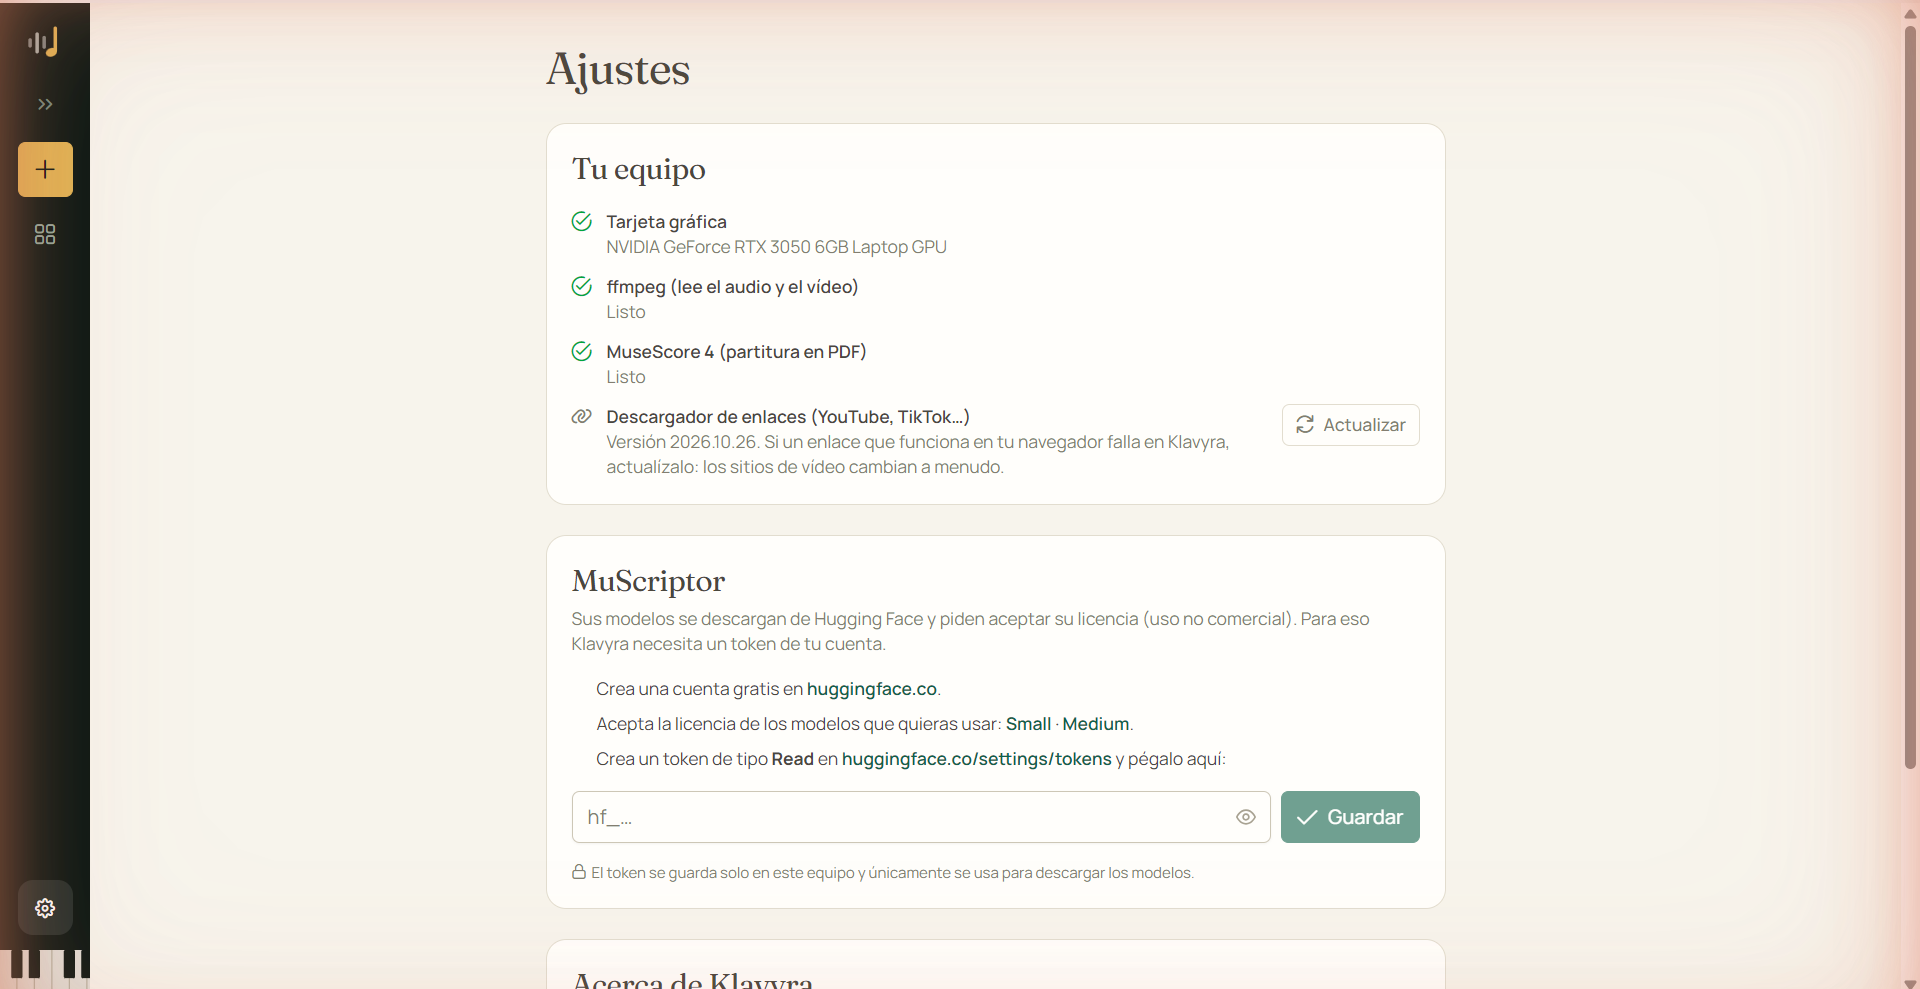 Ajustes
Tu equipo
Tarjeta gráfica
NVIDIA GeForce RTX 3050 6GB Laptop GPU
ffmpeg (lee el audio y el vídeo)
Listo
MuseScore 4 (partitura en PDF)
Listo
Descargador de enlaces (YouTube, TikTok…)
Versión 2026.10.26. Si un enlace que funciona en tu navegador falla en Klavyra,
actualízalo: los sitios de vídeo cambian a menudo.
Actualizar
MuScriptor
Sus modelos se descargan de Hugging Face y piden aceptar su licencia (uso no comercial). Para eso
Klavyra necesita un token de tu cuenta.
Crea una cuenta gratis en huggingface.co.
Acepta la licencia de los modelos que quieras usar: Small · Medium.
Crea un token de tipo Read en huggingface.co/settings/tokens y pégalo aquí:
hf_…
Guardar
El token se guarda solo en este equipo y únicamente se usa para descargar los modelos.
Acerca de Klavyra